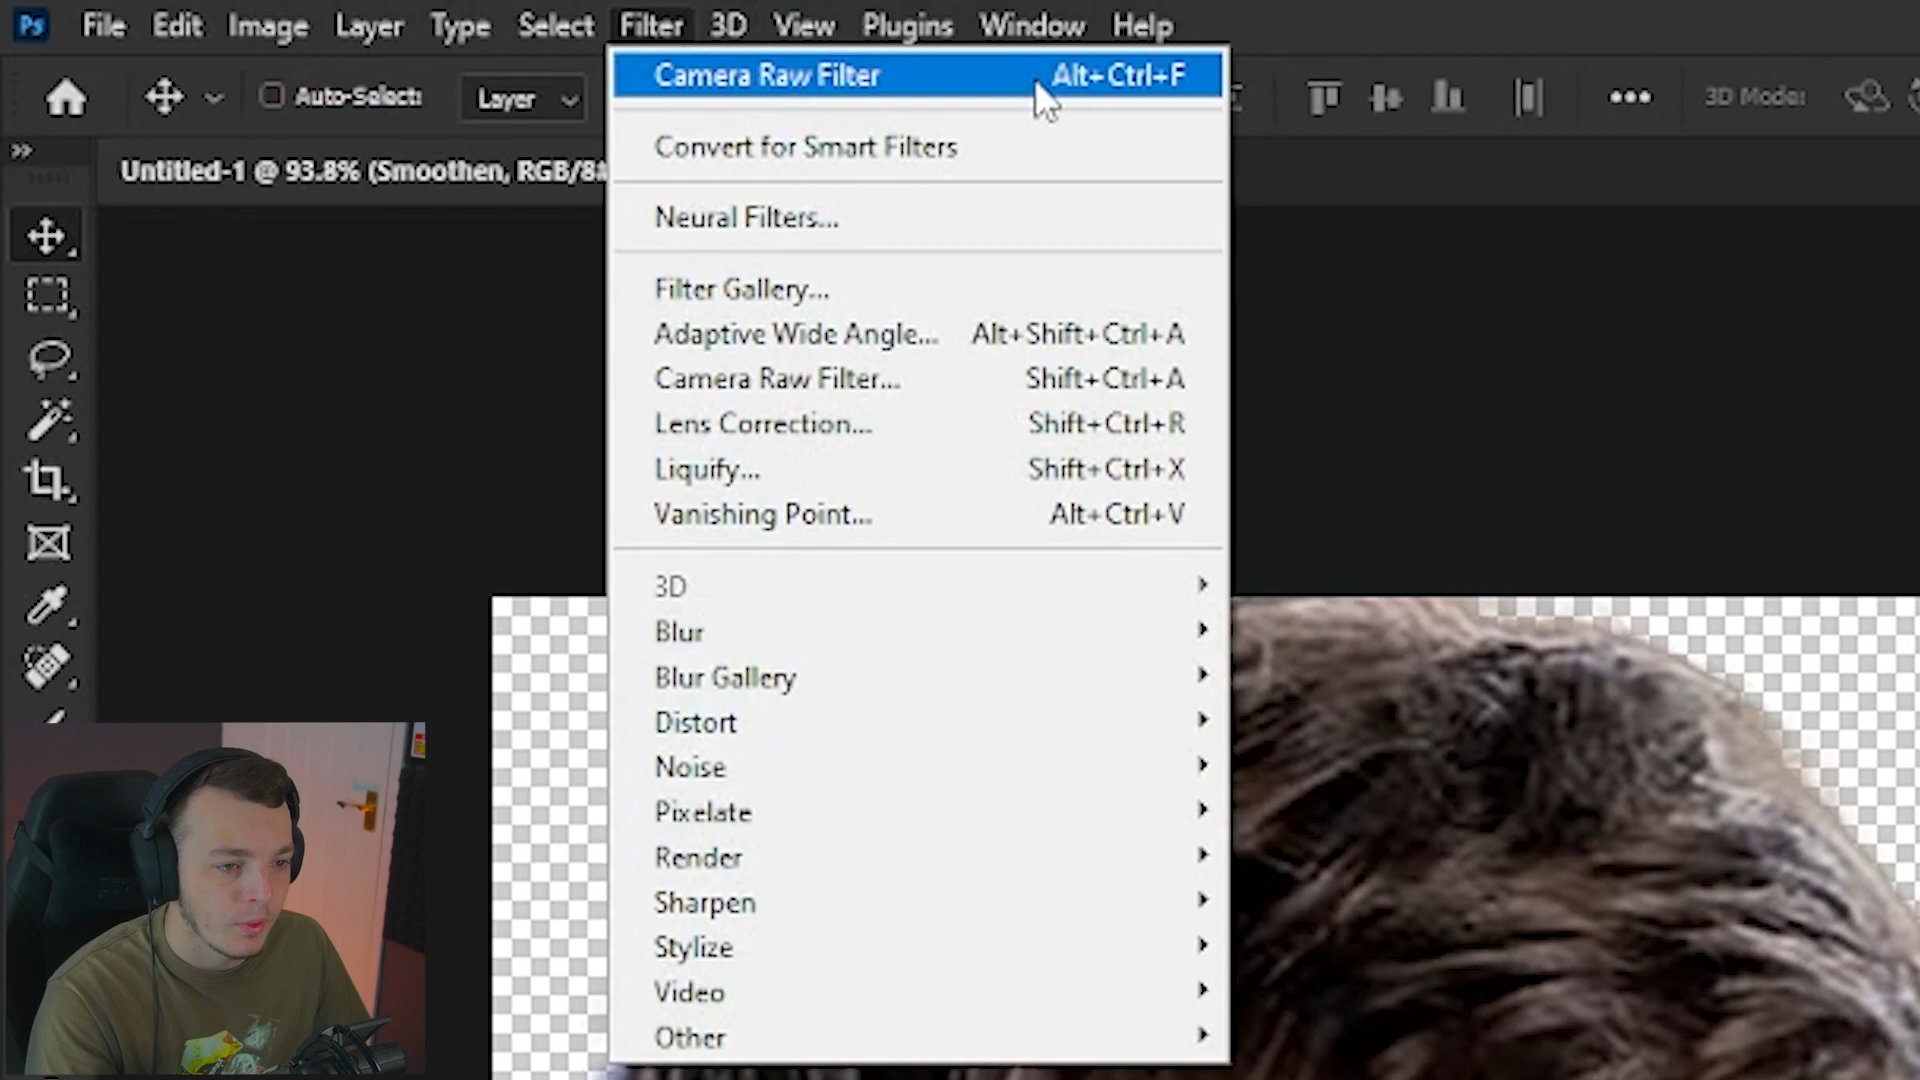 Ps File Edit Image Layer Type Select Filter 3D View Plugins Window Help
Auto-Select: Layer 3D Mode:
Untitled-1 @ 93.8% (Smoothen, RGB/8#
Camera Raw Filter Alt+Ctrl+F
Convert for Smart Filters
Neural Filters...
Filter Gallery...
Adaptive Wide Angle... Alt+Shift+Ctrl+A
Camera Raw Filter... Shift+Ctrl+A
Lens Correction... Shift+Ctrl+R
Liquify... Shift+Ctrl+X
Vanishing Point... Alt+Ctrl+V
3D
Blur
Blur Gallery
Distort
Noise
Pixelate
Render
Sharpen
Stylize
Video
Other